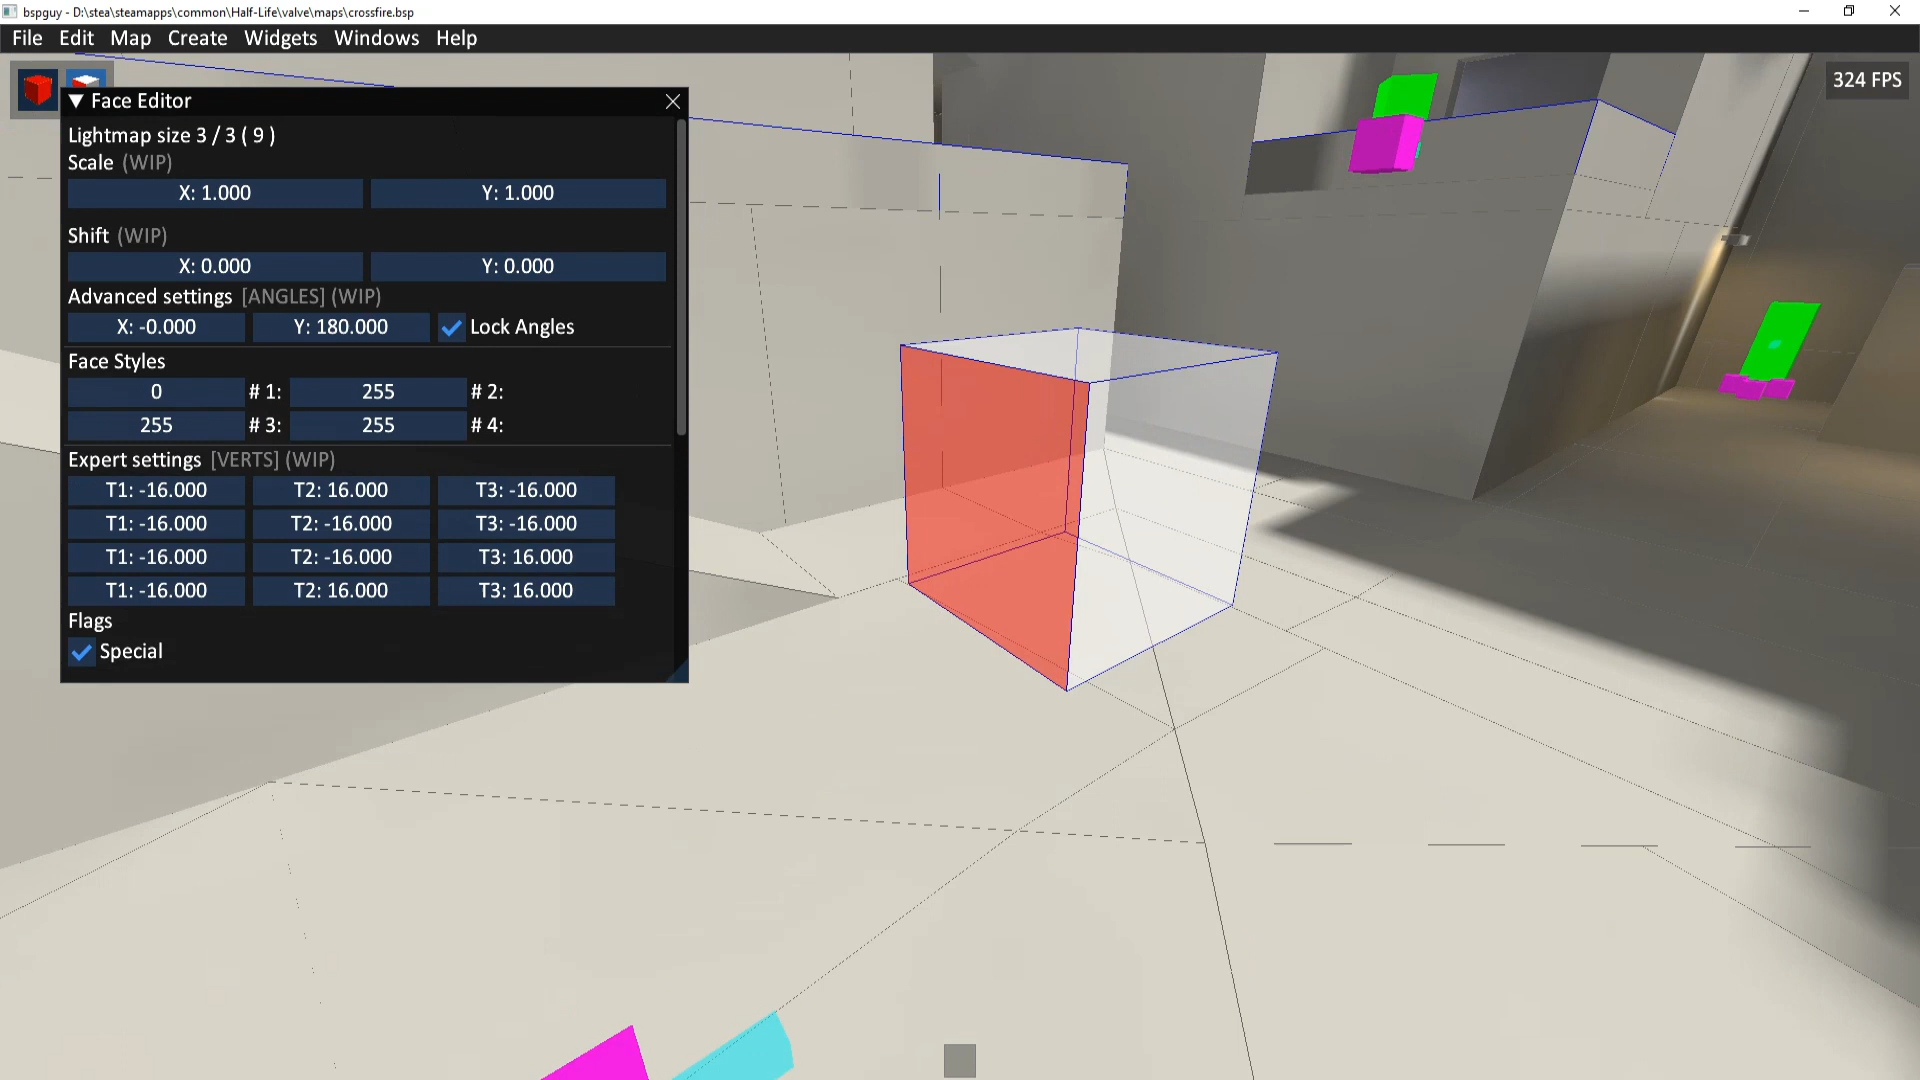 bspguy - D:\stea\steamapps\common\Half-Life\valve\maps\crossfire.bsp
File Edit Map Create Widgets Windows Help
324 FPS
Face Editor
Lightmap size 3 / 3 ( 9 )
Scale (WIP)
X: 1.000 Y: 1.000
Shift (WIP)
X: 0.000 Y: 0.000
Advanced settings [ANGLES] (WIP)
X: -0.000 Y: 180.000 Lock Angles
Face Styles
0 # 1: 255 # 2:
255 # 3: 255 # 4:
Expert settings [VERTS] (WIP)
T1: -16.000 T2: 16.000 T3: -16.000
T1: -16.000 T2: -16.000 T3: -16.000
T1: -16.000 T2: -16.000 T3: 16.000
T1: -16.000 T2: 16.000 T3: 16.000
Flags
Special